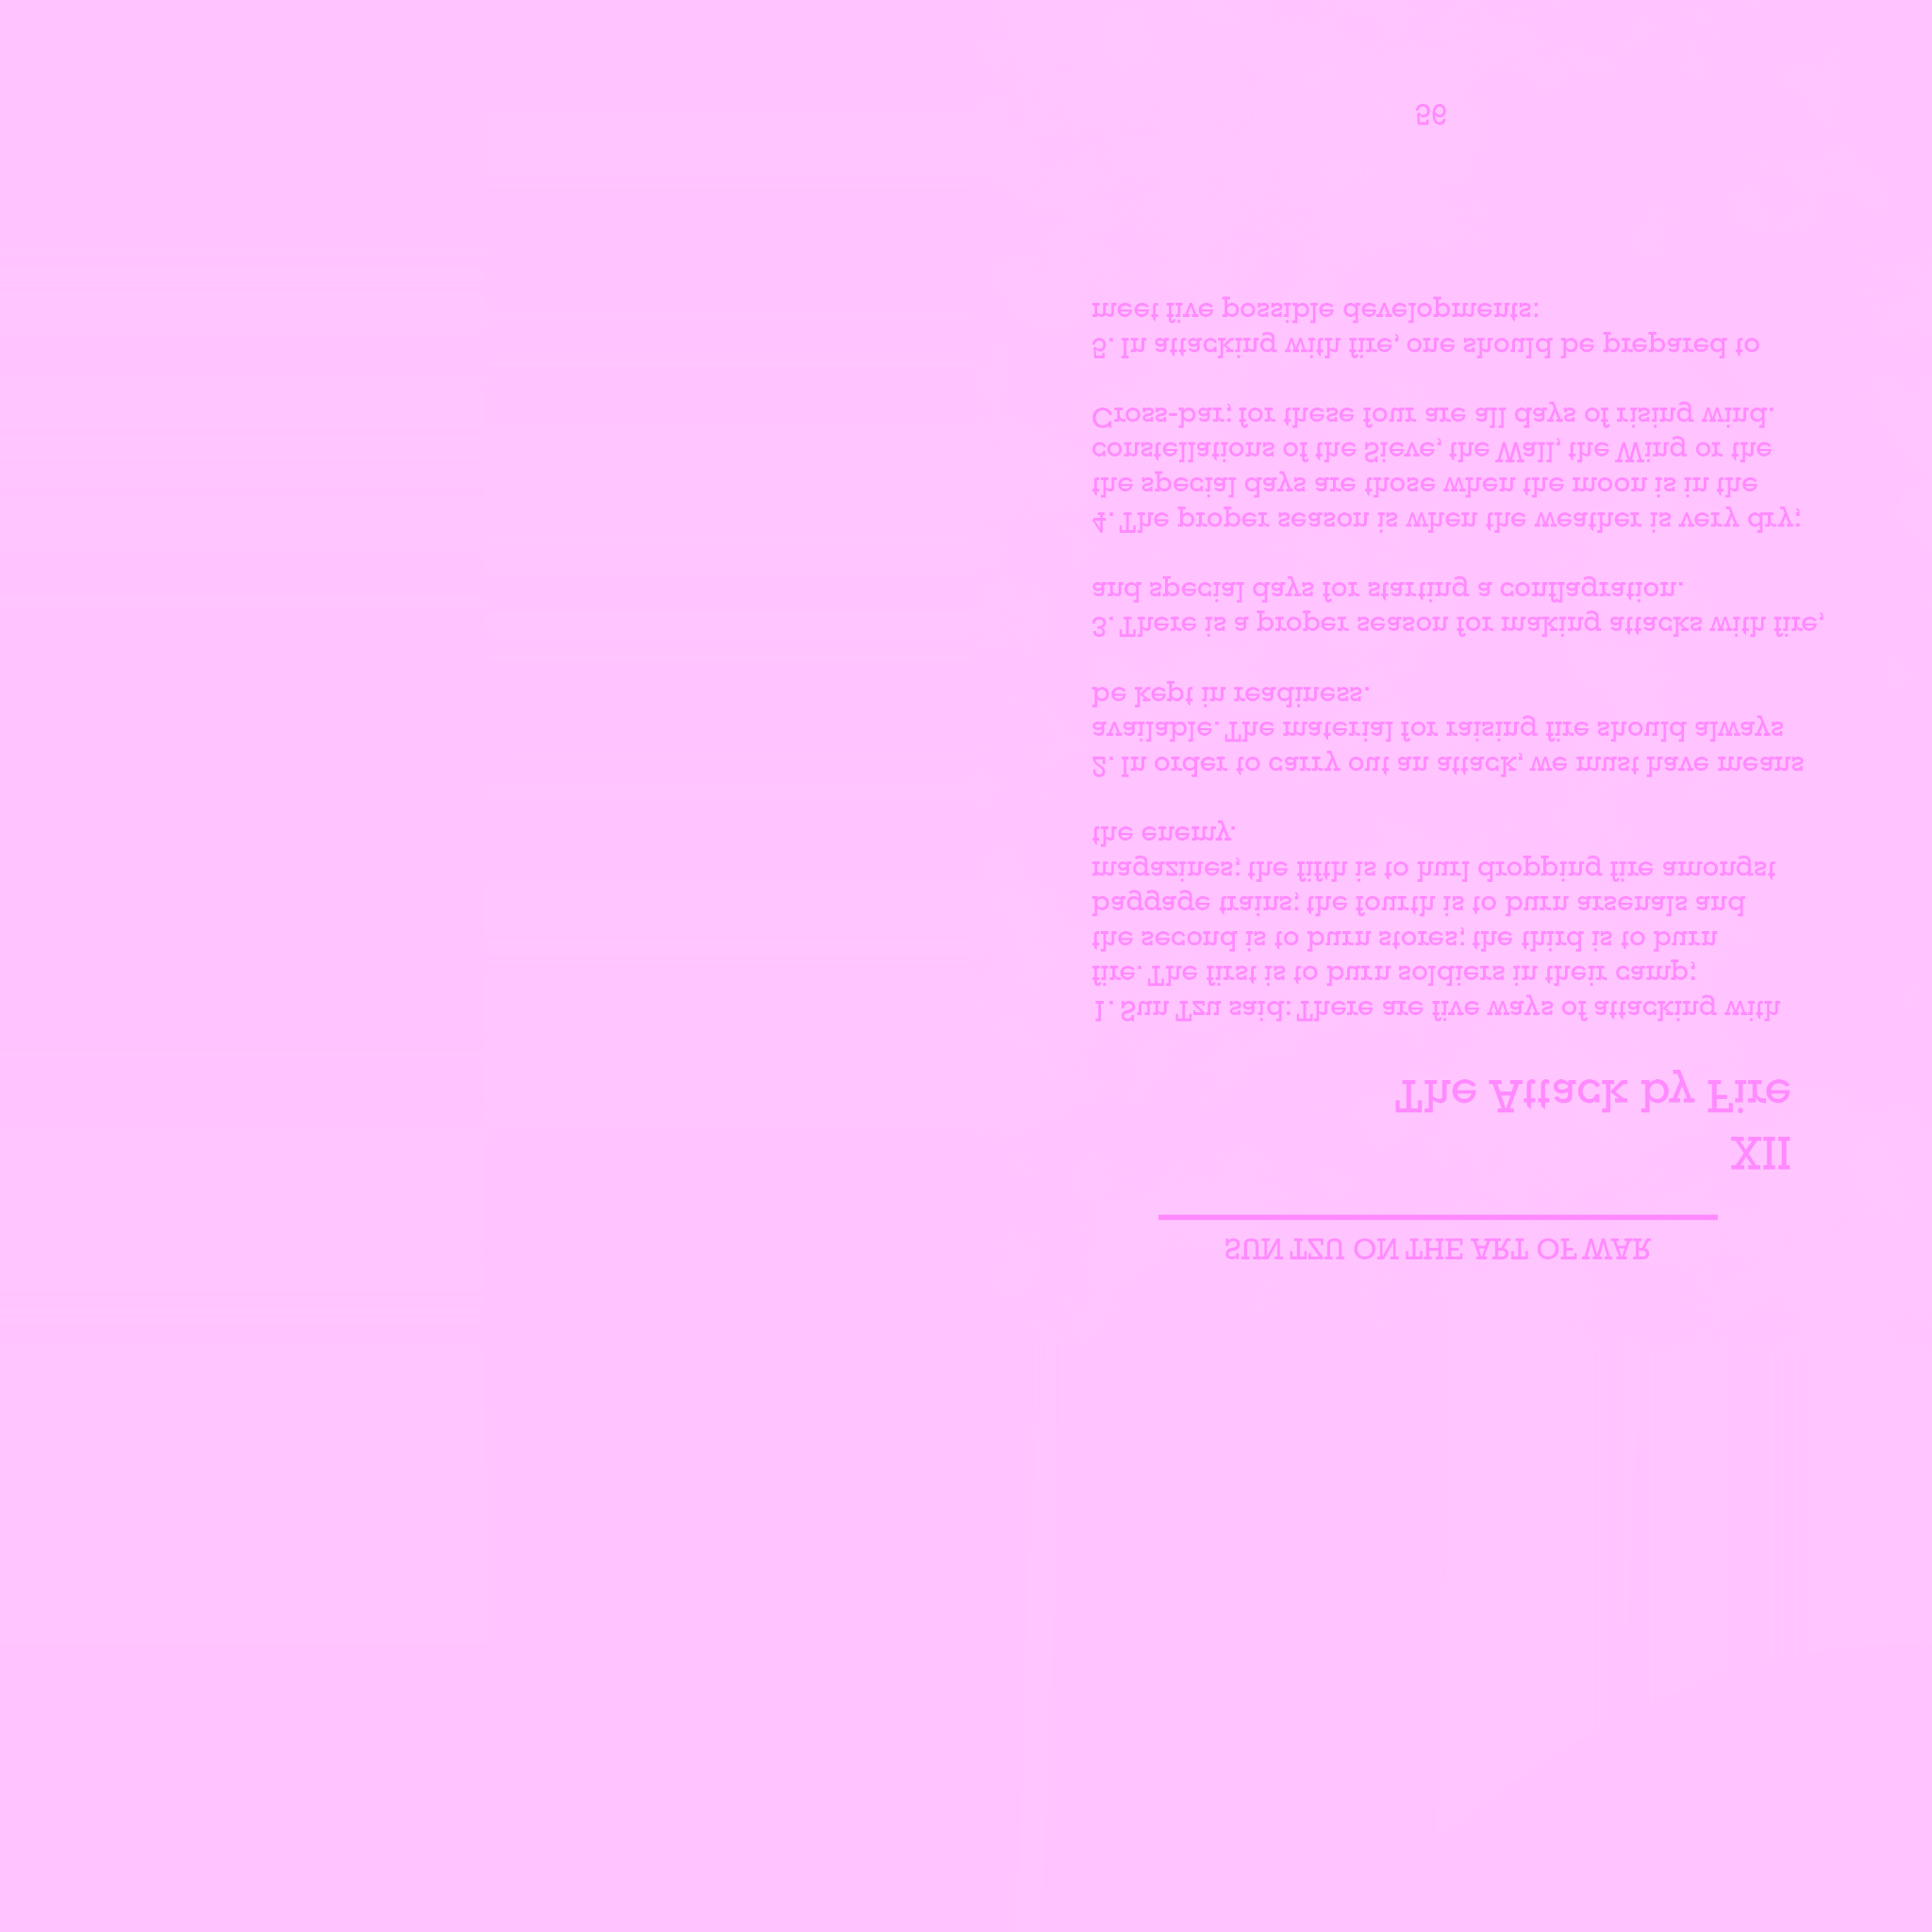 SUN TZU ON THE ART OF WAR
XII
The Attack by Fire
1. Sun Tzu said: There are five ways of attacking with
fire. The first is to burn soldiers in their camp;
the second is to burn stores; the third is to burn
baggage trains; the fourth is to burn arsenals and
magazines; the fifth is to hurl dropping fire amongst
the enemy.
2. In order to carry out an attack, we must have means
available. The material for raising fire should always
be kept in readiness.
3. There is a proper season for making attacks with fire,
and special days for starting a conflagration.
4. The proper season is when the weather is very dry;
the special days are those when the moon is in the
constellations of the Sieve, the Wall, the Wing or the
Cross-bar; for these four are all days of rising wind.
5. In attacking with fire, one should be prepared to
meet five possible developments:
56